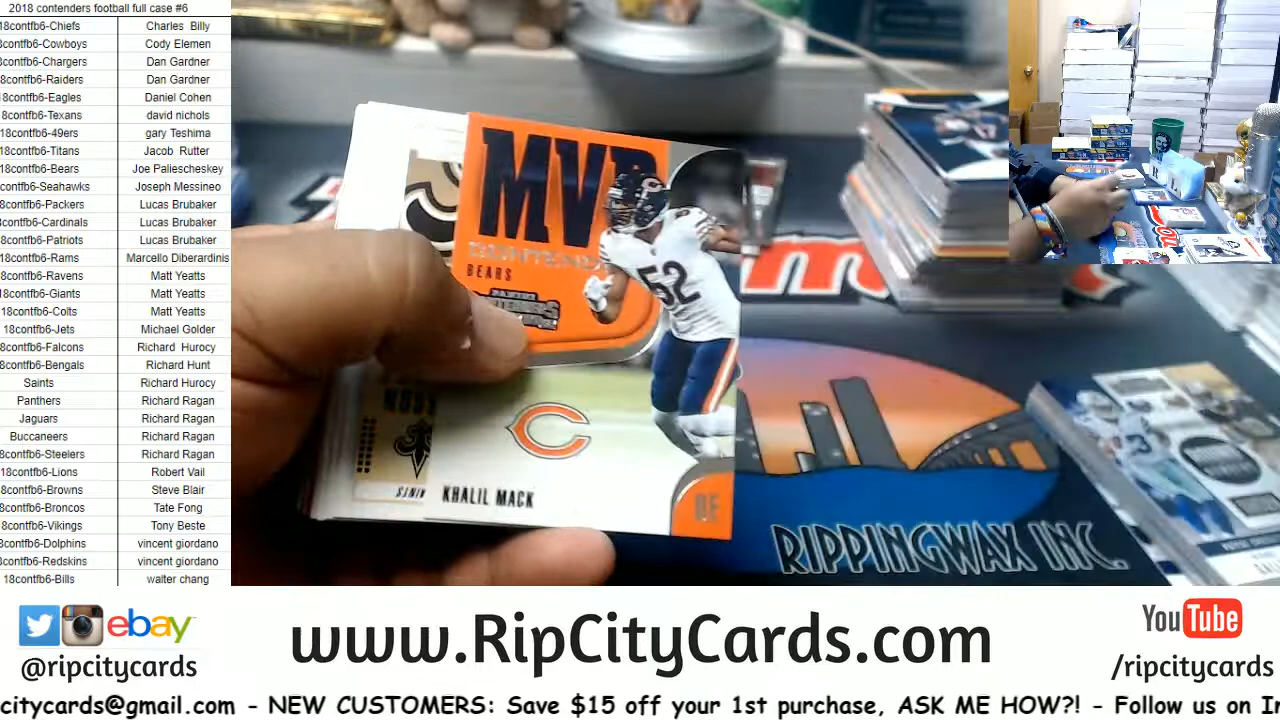 2018 contenders football full case #6
18contfb6-Chiefs Charles Billy
8contfb6-Cowboys Cody Elemen
8contfb6-Chargers Dan Gardner
8contfb6-Raiders Dan Gardner
8contfb6-Eagles Daniel Cohen
8contfb6-Texans david nichols
18contfb6-49ers gary Teshima
18contfb6-Titans Jacob Rutter
18contfb6-Bears Joe Paliescheskey
contfb6-Seahawks Joseph Messineo
8contfb6-Packers Lucas Brubaker
8contfb6-Cardinals Lucas Brubaker
8contfb6-Patriots Lucas Brubaker
18contfb6-Rams Marcello Diberardinis
8contfb6-Ravens Matt Yeatts
18contfb6-Giants Matt Yeatts
18contfb6-Colts Matt Yeatts
18contfb6-Jets Michael Golder
8contfb6-Falcons Richard Hurocy
8contfb6-Bengals Richard Hunt
Saints Richard Hurocy
Panthers Richard Ragan
Jaguars Richard Ragan
Buccaneers Richard Ragan
8contfb6-Steelers Richard Ragan
18contfb6-Lions Robert Vail
8contfb6-Browns Steve Blair
8contfb6-Broncos Tate Fong
8contfb6-Vikings Tony Beste
8contfb6-Dolphins vincent giordano
8contfb6-Redskins vincent giordano
18contfb6-Bills walter chang
MVP
CONTENDERS
BEARS
PANINI
52
KHALIL MACK
DE
RIPPINGWAX INC.
ebay
@ripcitycards
www.RipCityCards.com
YouTube
/ripcitycards
citycards@gmail.com - NEW CUSTOMERS: Save $15 off your 1st purchase, ASK ME HOW?! - Follow us on In